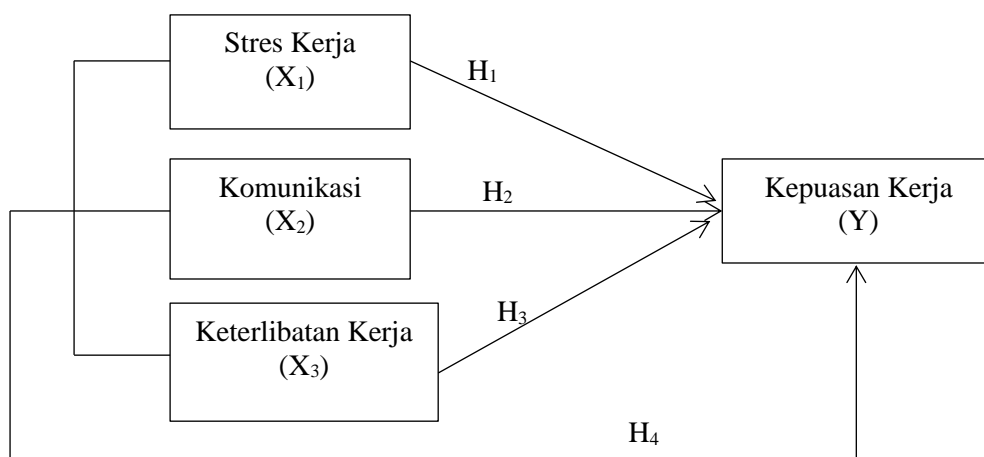 Stres Kerja
(X₁)
H₁
Komunikasi
(X₂)
H₂
Kepuasan Kerja
(Y)
Keterlibatan Kerja
(X₃)
H₃
H₄